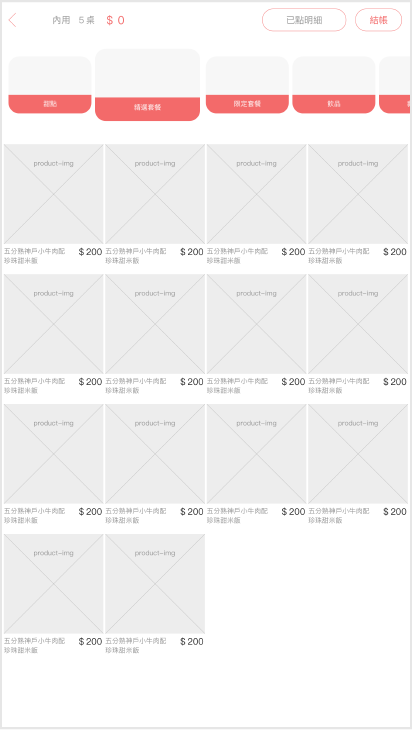 內用 5桌 $ 0 已點明細 結帳
甜點 精選套餐 限定套餐 飲品
product-img product-img product-img product-img
五分熟神戶小牛肉配 $200 五分熟神戶小牛肉配 $200 五分熟神戶小牛肉配 $200 五分熟神戶小牛肉配 $200
珍珠甜米飯 珍珠甜米飯 珍珠甜米飯 珍珠甜米飯
product-img product-img product-img product-img
五分熟神戶小牛肉配 $200 五分熟神戶小牛肉配 $200 五分熟神戶小牛肉配 $200 五分熟神戶小牛肉配 $200
珍珠甜米飯 珍珠甜米飯 珍珠甜米飯 珍珠甜米飯
product-img product-img product-img product-img
五分熟神戶小牛肉配 $200 五分熟神戶小牛肉配 $200 五分熟神戶小牛肉配 $200 五分熟神戶小牛肉配 $200
珍珠甜米飯 珍珠甜米飯 珍珠甜米飯 珍珠甜米飯
product-img product-img
五分熟神戶小牛肉配 $200 五分熟神戶小牛肉配 $200
珍珠甜米飯 珍珠甜米飯